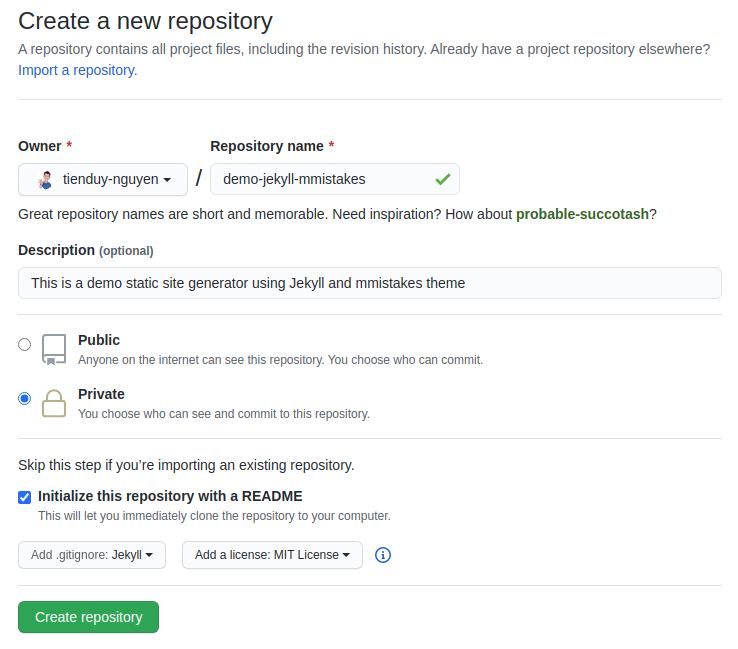 Create a new repository
A repository contains all project files, including the revision history. Already have a project repository elsewhere?
Import a repository.
Owner * Repository name *
tienduy-nguyen / demo-jekyll-mmistakes
Great repository names are short and memorable. Need inspiration? How about probable-succotash?
Description (optional)
This is a demo static site generator using Jekyll and mmistakes theme
Public
Anyone on the internet can see this repository. You choose who can commit.
Private
You choose who can see and commit to this repository.
Skip this step if you’re importing an existing repository.
Initialize this repository with a README
This will let you immediately clone the repository to your computer.
Add .gitignore: Jekyll Add a license: MIT License
Create repository